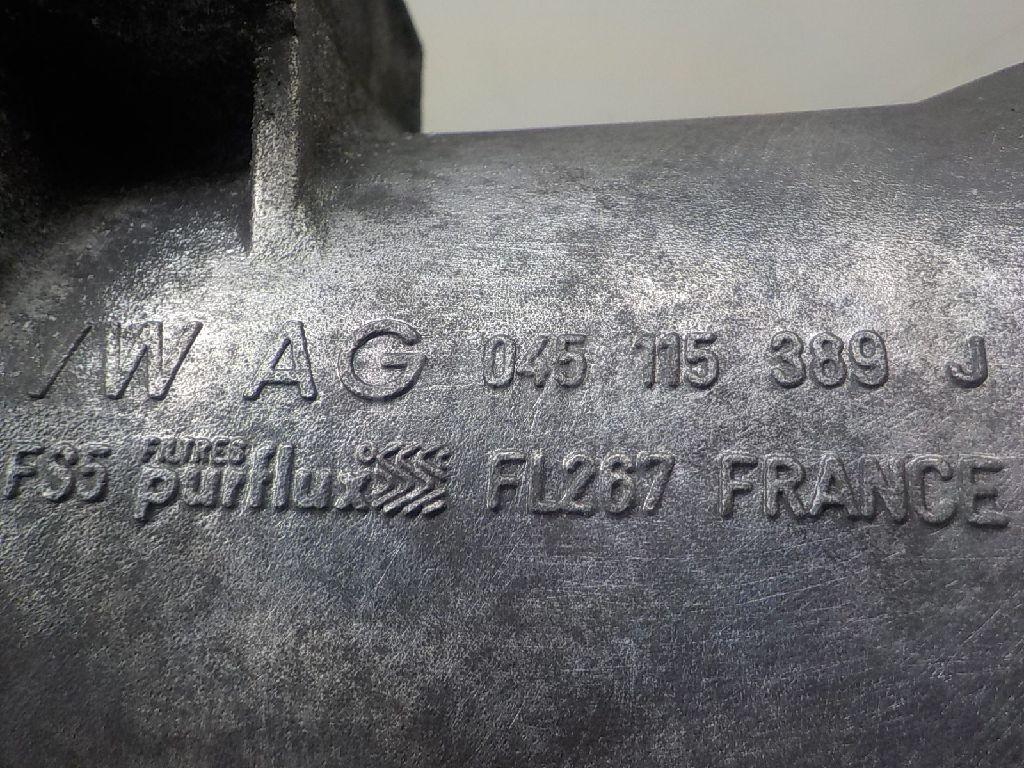 VW AG 045 115 389 J
FS5 FILTRES purflux FL267 FRANCE